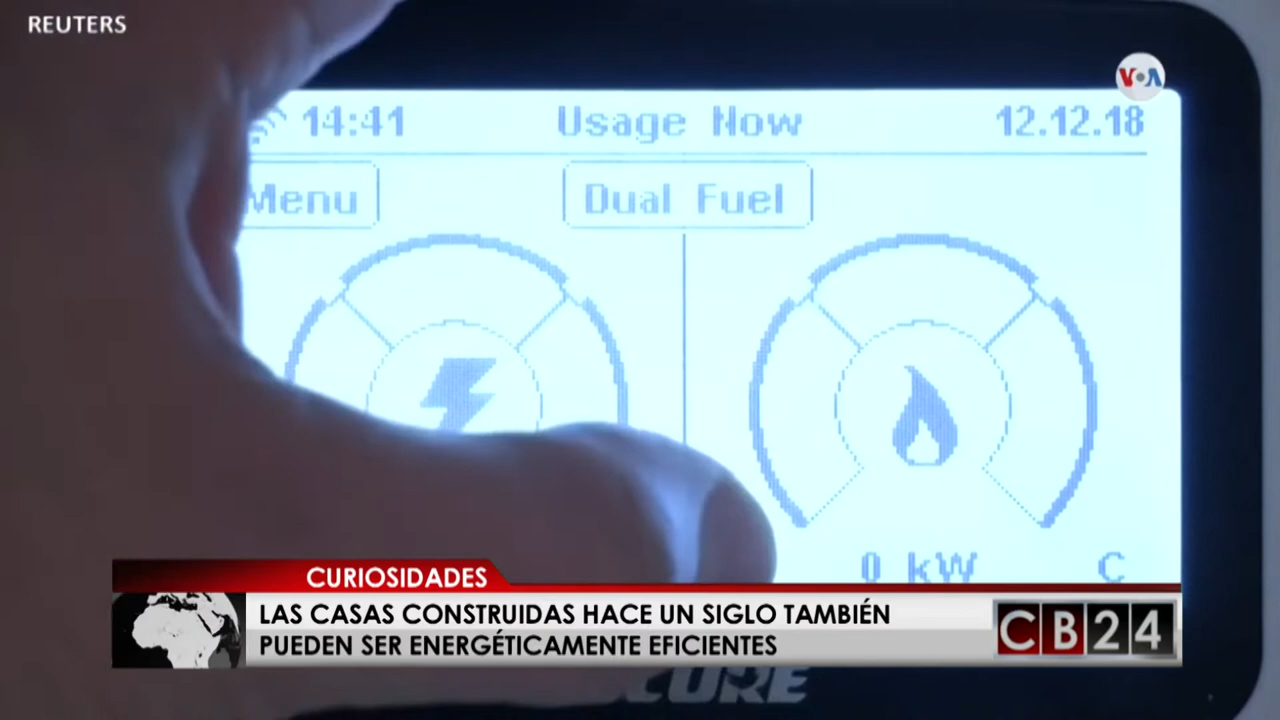 REUTERS
VOA
14:41 Usage Now 12.12.18
Menu Dual Fuel
0 kW C
CURIOSIDADES
LAS CASAS CONSTRUIDAS HACE UN SIGLO TAMBIÉN
PUEDEN SER ENERGÉTICAMENTE EFICIENTES
CB24